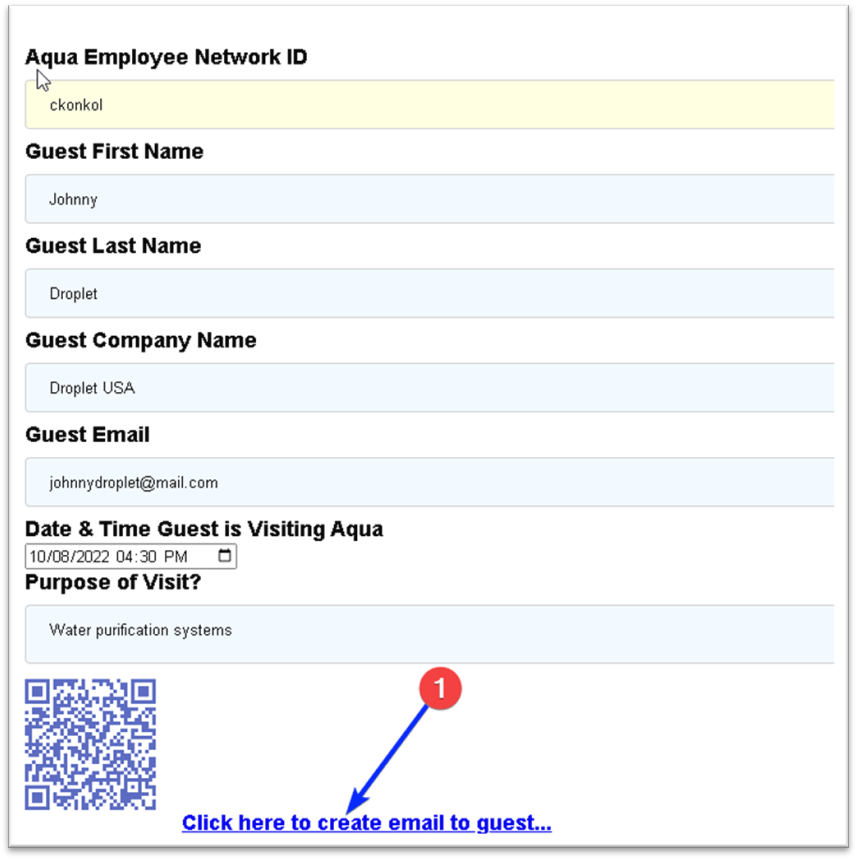 Aqua Employee Network ID
ckonkol
Guest First Name
Johnny
Guest Last Name
Droplet
Guest Company Name
Droplet USA
Guest Email
johnnydroplet@mail.com
Date & Time Guest is Visiting Aqua
10/08/2022 04:30 PM
Purpose of Visit?
Water purification systems
1
Click here to create email to guest...